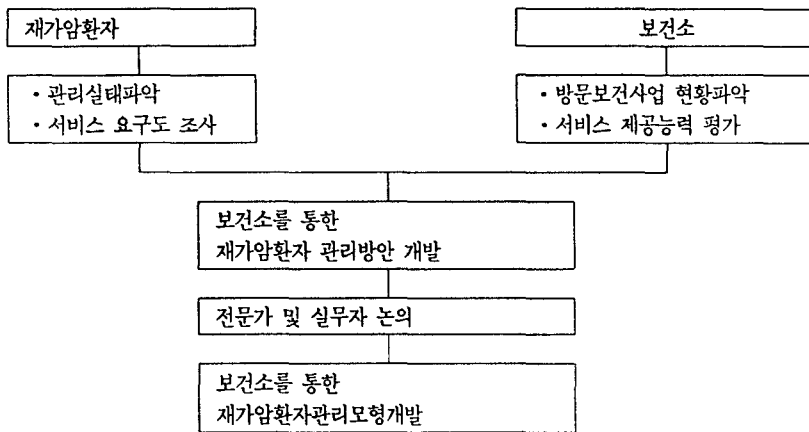 재가암환자
보건소
· 관리실태파악
· 서비스 요구도 조사
· 방문보건사업 현황파악
· 서비스 제공능력 평가
보건소를 통한
재가암환자 관리방안 개발
전문가 및 실무자 논의
보건소를 통한
재가암환자관리모형개발